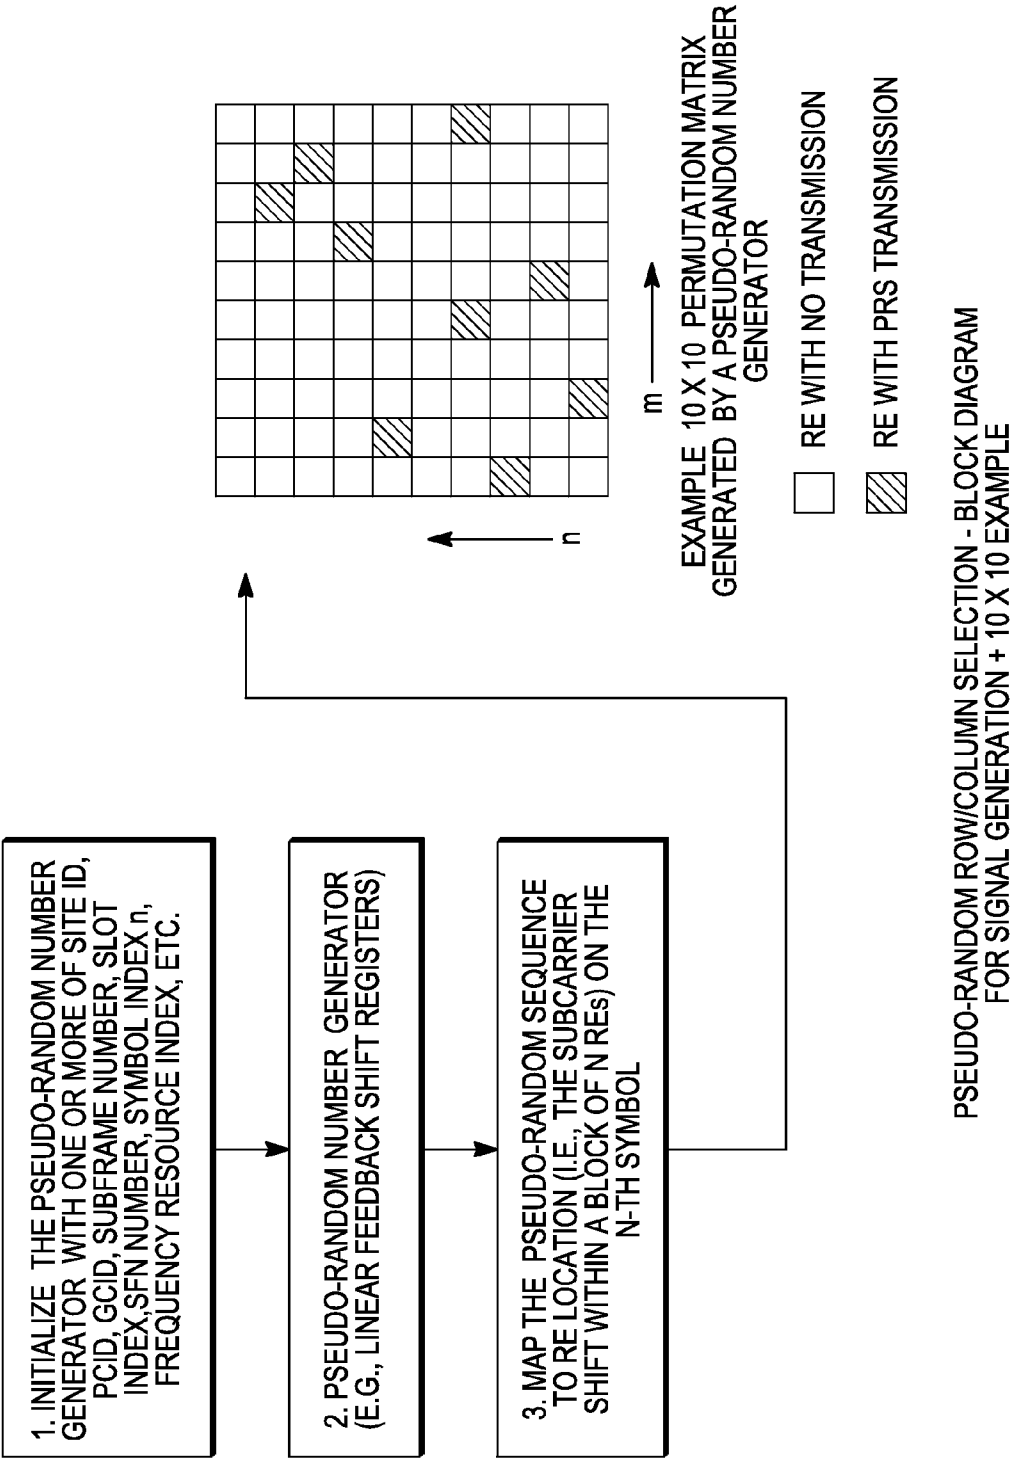 1. INITIALIZE THE PSEUDO-RANDOM NUMBER
GENERATOR WITH ONE OR MORE OF SITE ID,
PCID, GCID, SUBFRAME NUMBER, SLOT
INDEX,SFN NUMBER, SYMBOL INDEX n,
FREQUENCY RESOURCE INDEX, ETC.
2. PSEUDO-RANDOM NUMBER GENERATOR
(E.G., LINEAR FEEDBACK SHIFT REGISTERS)
3. MAP THE PSEUDO-RANDOM SEQUENCE
TO RE LOCATION (I.E., THE SUBCARRIER
SHIFT WITHIN A BLOCK OF N REs) ON THE
N-TH SYMBOL
n
m
EXAMPLE 10 X 10 PERMUTATION MATRIX
GENERATED BY A PSEUDO-RANDOM NUMBER
GENERATOR
RE WITH NO TRANSMISSION
RE WITH PRS TRANSMISSION
PSEUDO-RANDOM ROW/COLUMN SELECTION - BLOCK DIAGRAM
FOR SIGNAL GENERATION + 10 X 10 EXAMPLE